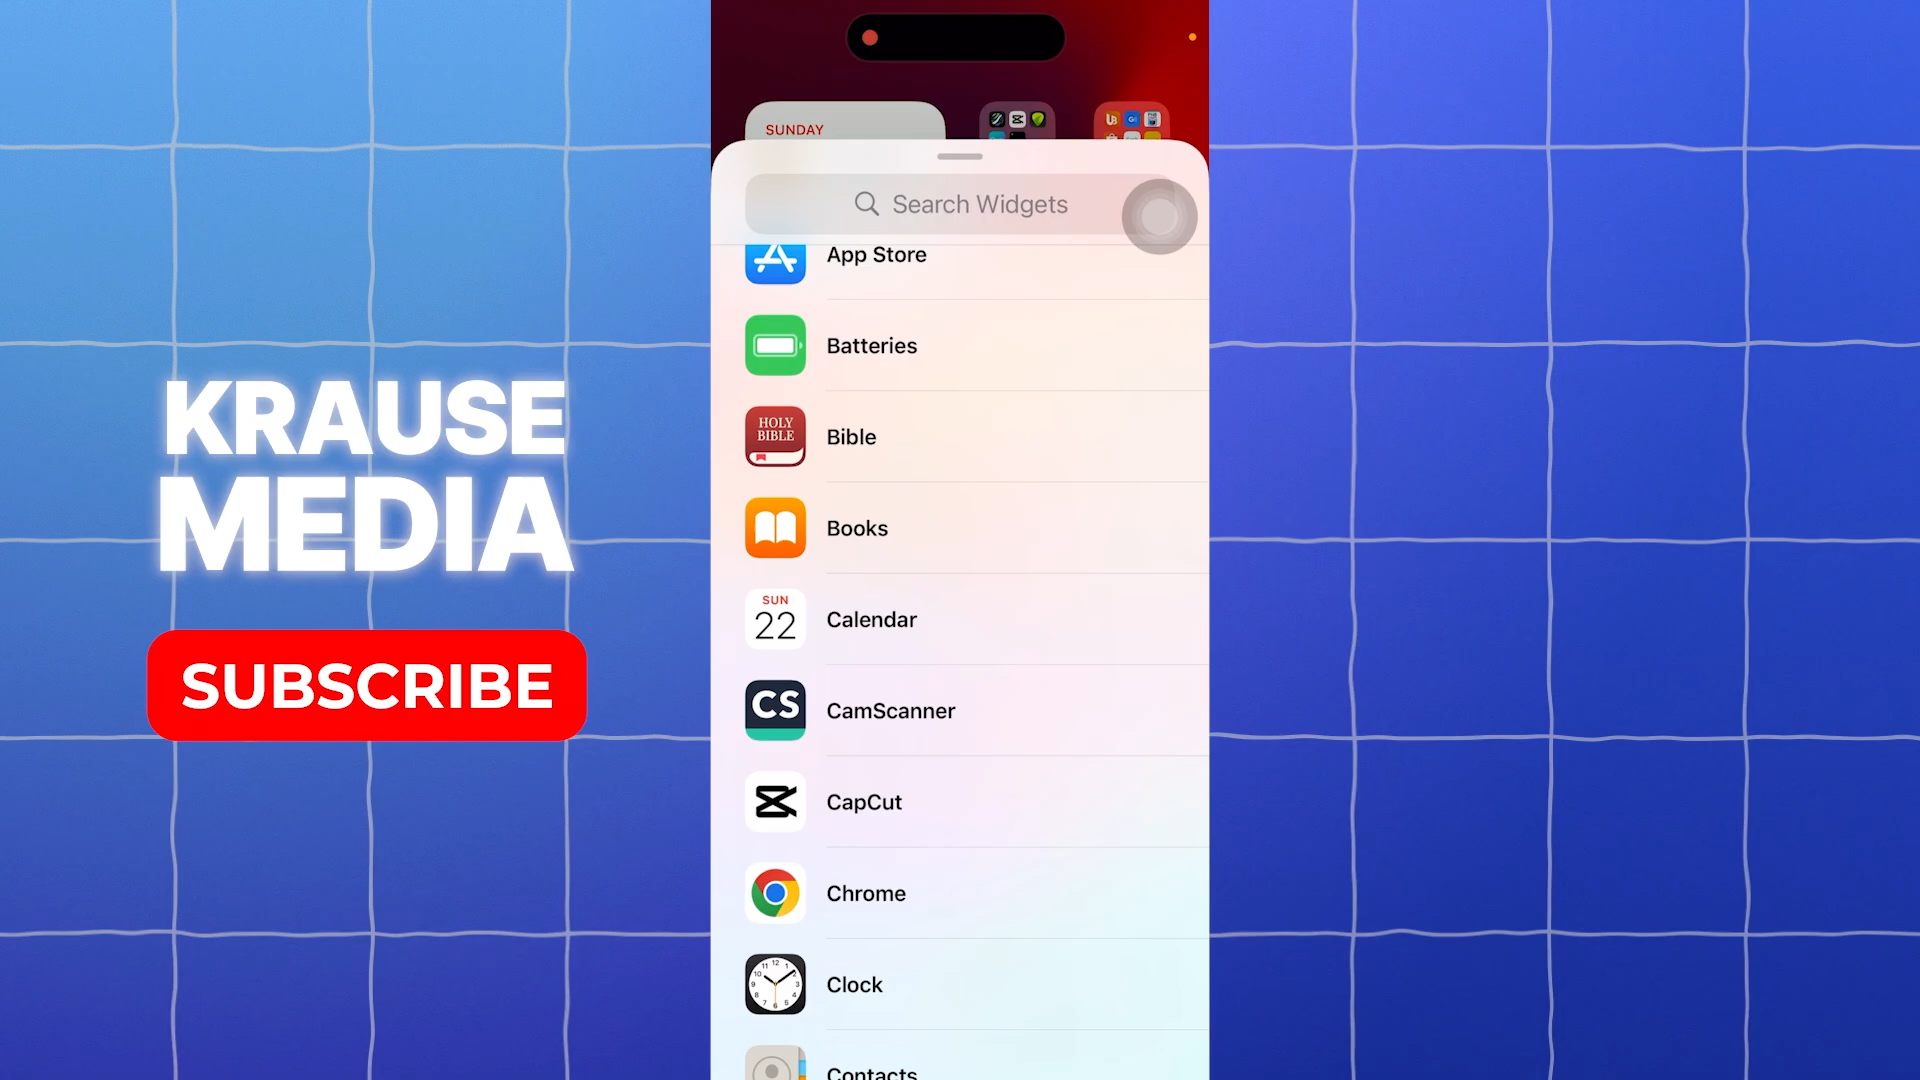 KRAUSE
MEDIA
SUBSCRIBE
SUNDAY
Search Widgets
App Store
Batteries
HOLY
BIBLE
Bible
Books
SUN
22
Calendar
CS
CamScanner
CapCut
Chrome
Clock
Contacts